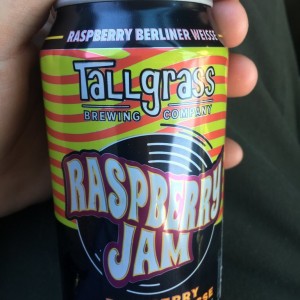 RASPBERRY BERLINER WEISSE
Tallgrass
BREWING COMPANY
RASPBERRY
JAM